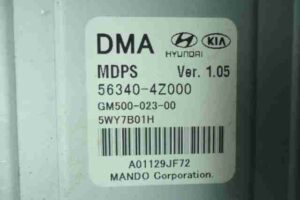 DMA HYUNDAI KIA
MDPS Ver. 1.05
56340-4Z000
GM500-023-00
5WY7B01H
A01129JF72
MANDO Corporation.